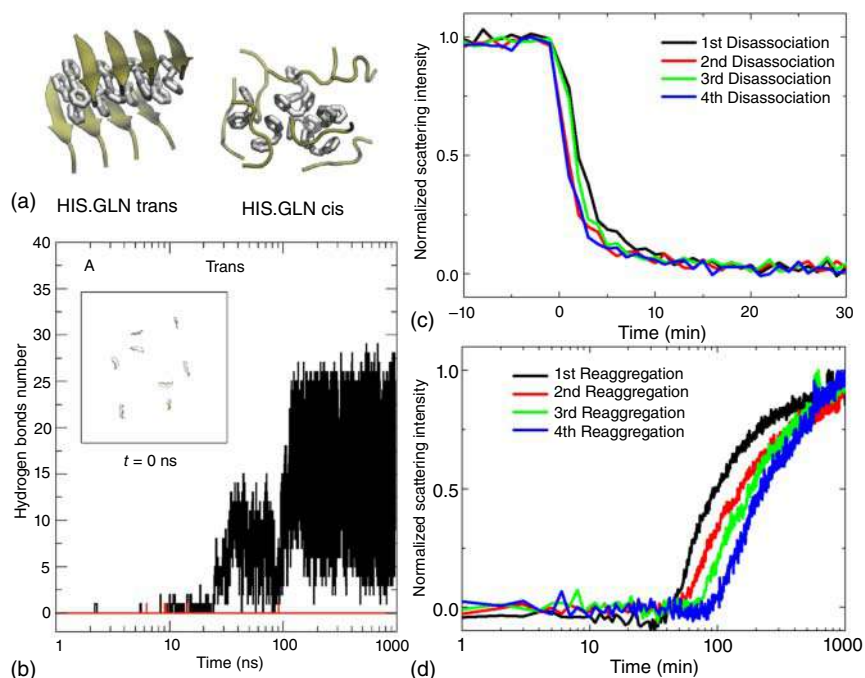 (a)
HIS.GLN trans
HIS.GLN cis
Hydrogen bonds number
40
35
30
25
20
15
10
5
0
A
Trans
t = 0 ns
1
10
100
1000
Time (ns)
(b)
Normalized scattering intensity
1.0
0.5
0.0
1st Disassociation
2nd Disassociation
3rd Disassociation
4th Disassociation
–10
0
10
20
30
Time (min)
(c)
Normalized scattering intensity
1.0
0.5
0.0
1st Reaggregation
2nd Reaggregation
3rd Reaggregation
4th Reaggregation
1
10
100
1000
Time (min)
(d)